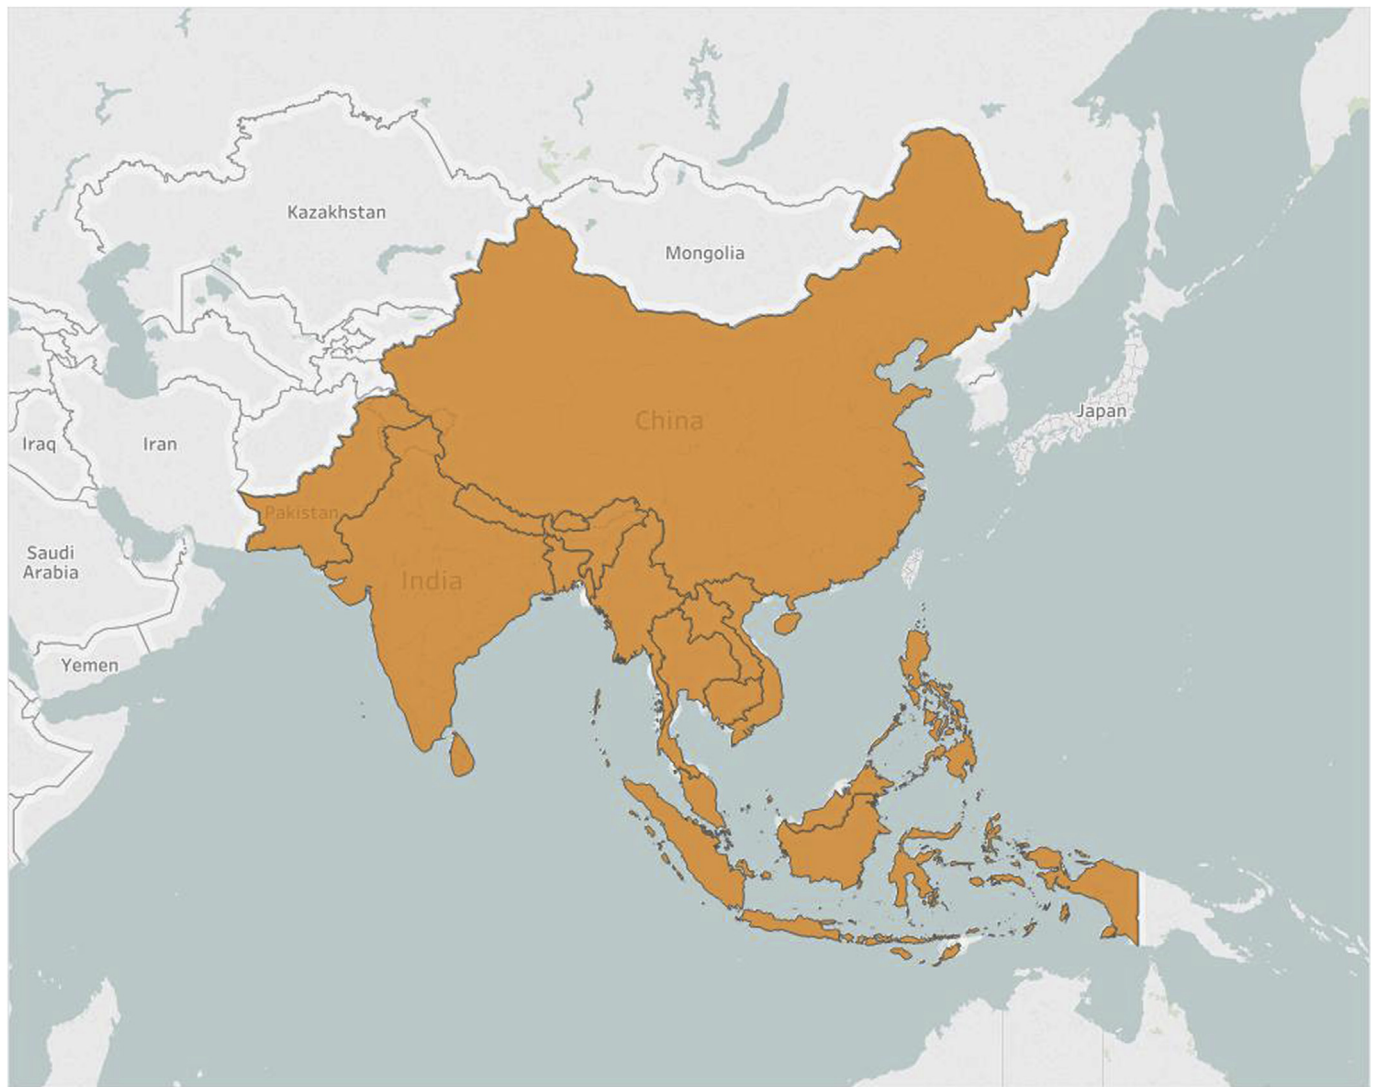 Kazakhstan
Mongolia
Japan
China
Iraq
Iran
Pakistan
Saudi
Arabia
India
Yemen